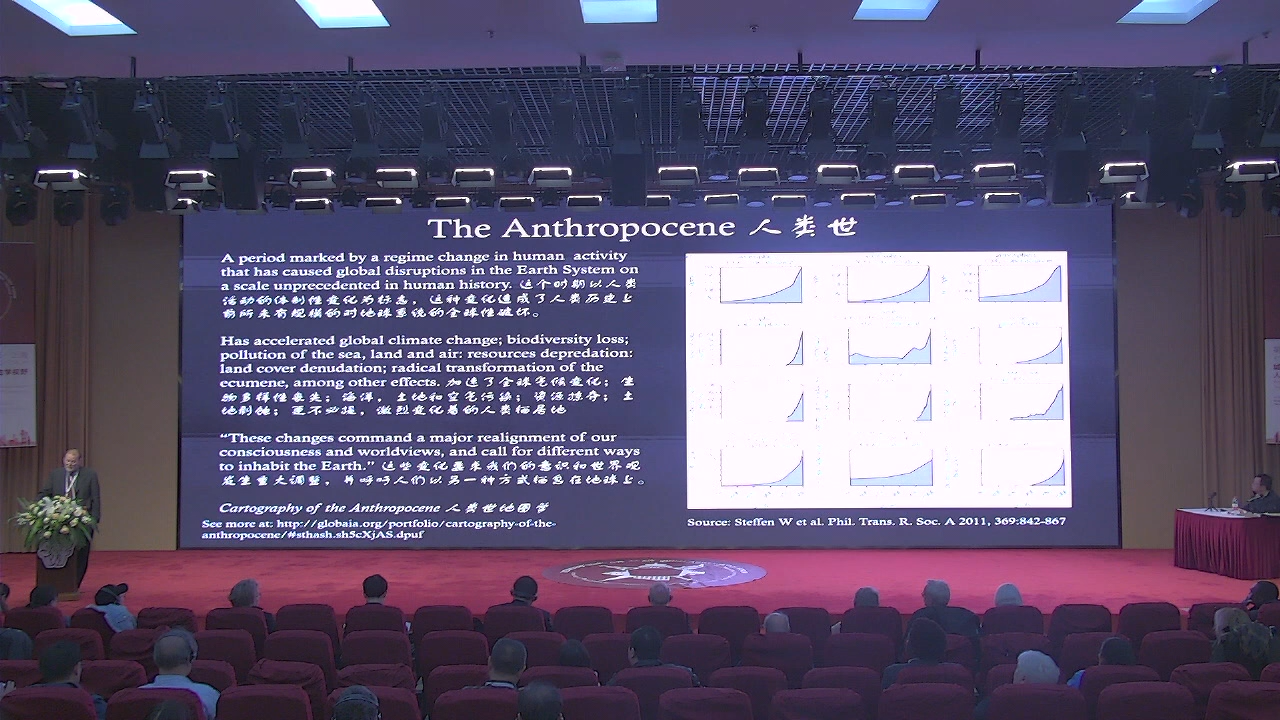 The Anthropocene 人类世
A period marked by a regime change in human activity
that has caused global disruptions in the Earth System on
a scale unprecedented in human history. 这个时期以人类
活动的体制性变化为标志，这种变化造成了人类历史上
前所未有规模的对地球系统的全球性破坏。
Has accelerated global climate change; biodiversity loss;
pollution of the sea, land and air: resources depredation:
land cover denudation; radical transformation of the
ecumene, among other effects. 加速了全球气候变化；生
物多样性丧失；海洋，土地和空气污染；资源掠夺；土
地剥蚀；更不必提，激烈变化着的人类栖居地
“These changes command a major realignment of our
consciousness and worldviews, and call for different ways
to inhabit the Earth.” 这些变化要求我们的意识和世界观
发生重大调整，并呼吁人们以另一种方式栖息在地球上。
Cartography of the Anthropocene 人类世地图学
See more at: http://globaia.org/portfolio/cartography-of-the-
anthropocene/#sthash.sh5cXjAS.dpuf
Source: Steffen W et al. Phil. Trans. R. Soc. A 2011, 369:842-867